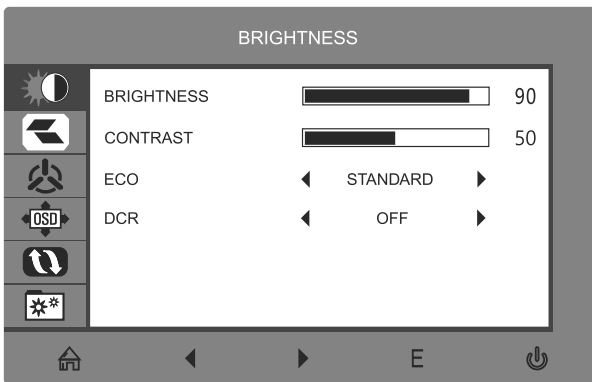 BRIGHTNESS
BRIGHTNESS 90
CONTRAST 50
ECO STANDARD
OSD
DCR OFF
E